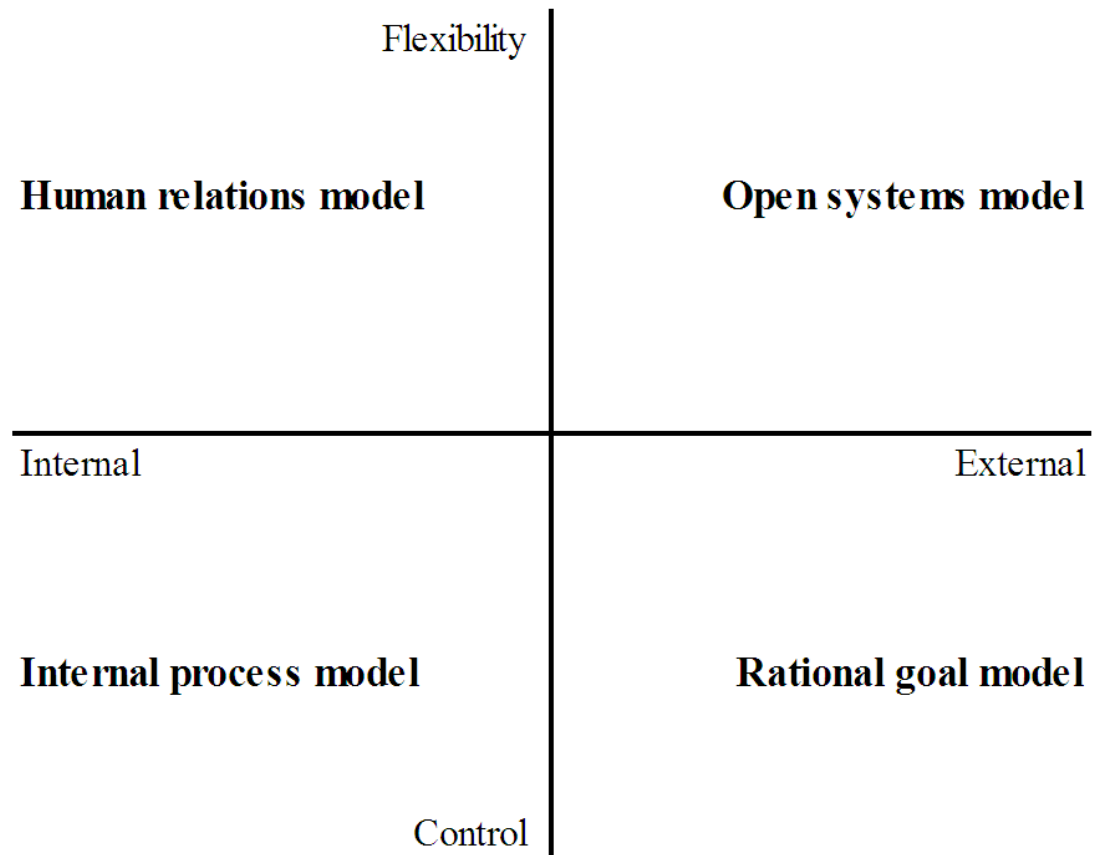 Flexibility
Human relations model
Open systems model
Internal
External
Internal process model
Rational goal model
Control